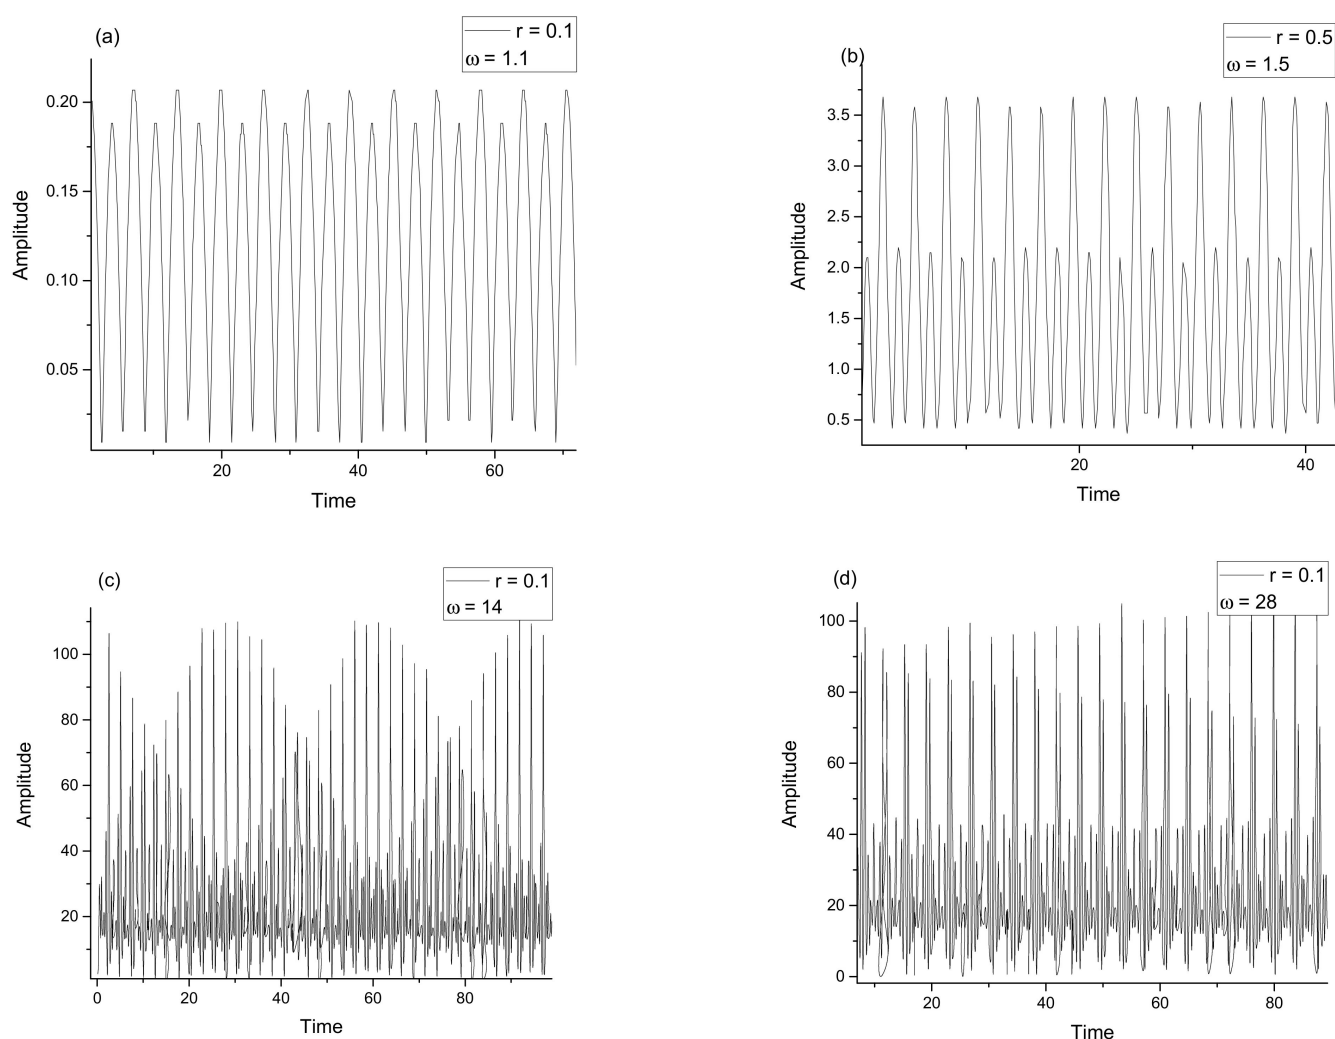 (a)
r = 0.1
ω = 1.1
0.20
0.15
0.10
0.05
Amplitude
20
40
60
Time
(b)
r = 0.5
ω = 1.5
3.5
3.0
2.5
2.0
1.5
1.0
0.5
Amplitude
20
40
Time
(c)
r = 0.1
ω = 14
100
80
60
40
20
Amplitude
0
20
40
60
80
Time
(d)
r = 0.1
ω = 28
100
80
60
40
20
0
Amplitude
20
40
60
80
Time